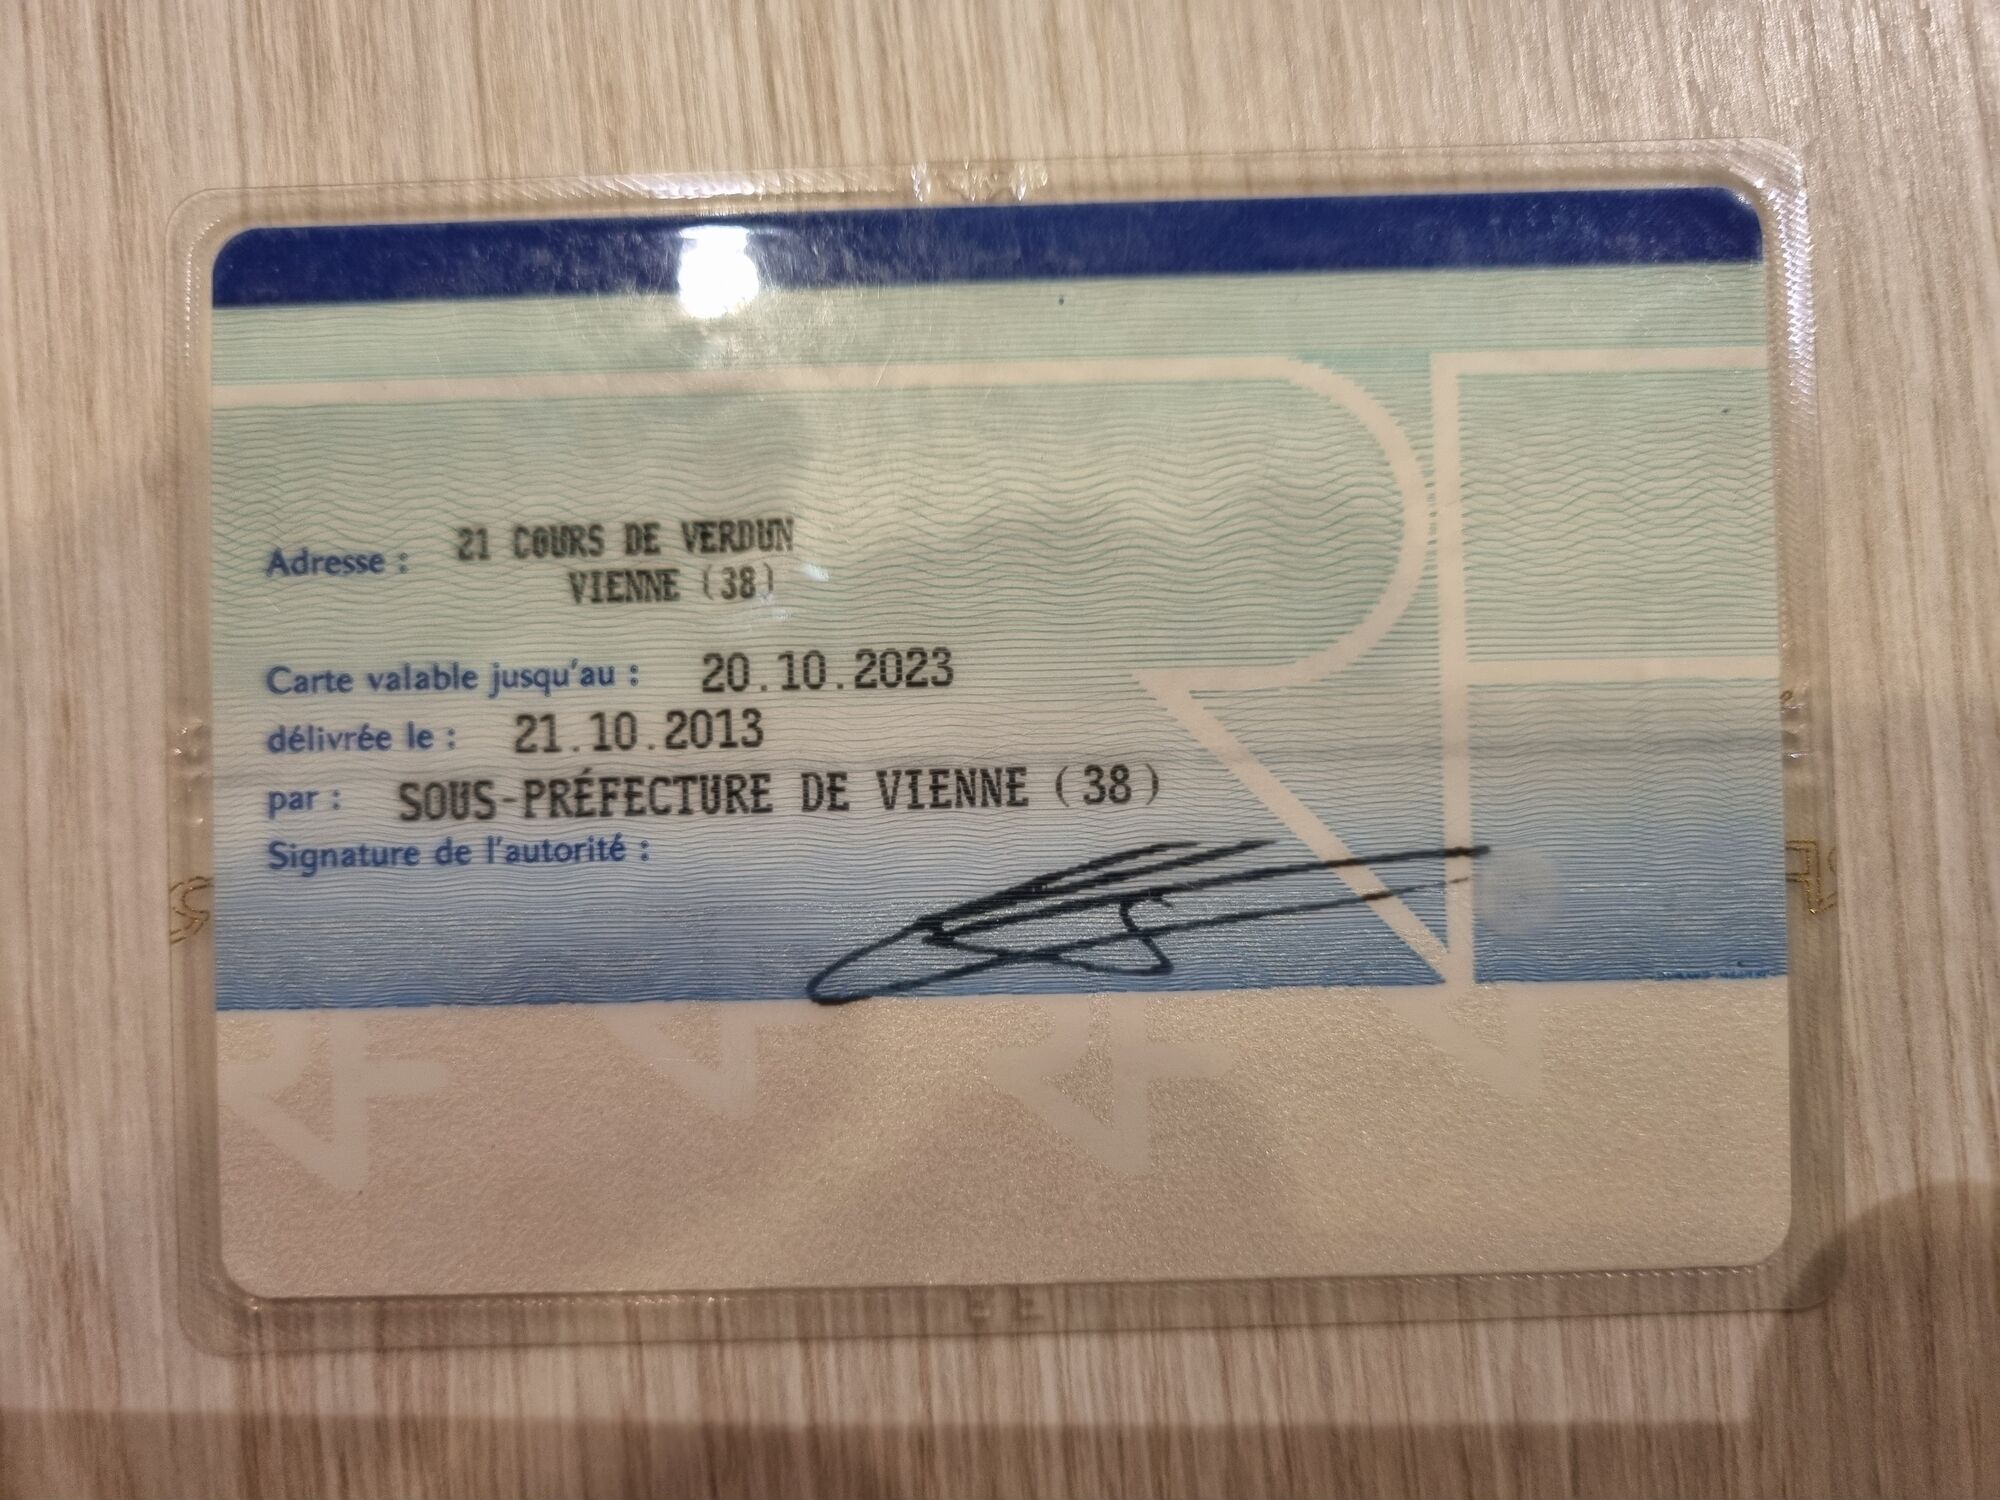 Adresse : 21 COURS DE VERDUN
VIENNE (38)
Carte valable jusqu'au : 20.10.2023
délivrée le : 21.10.2013
par : SOUS-PRÉFECTURE DE VIENNE (38)
Signature de l'autorité :
RF